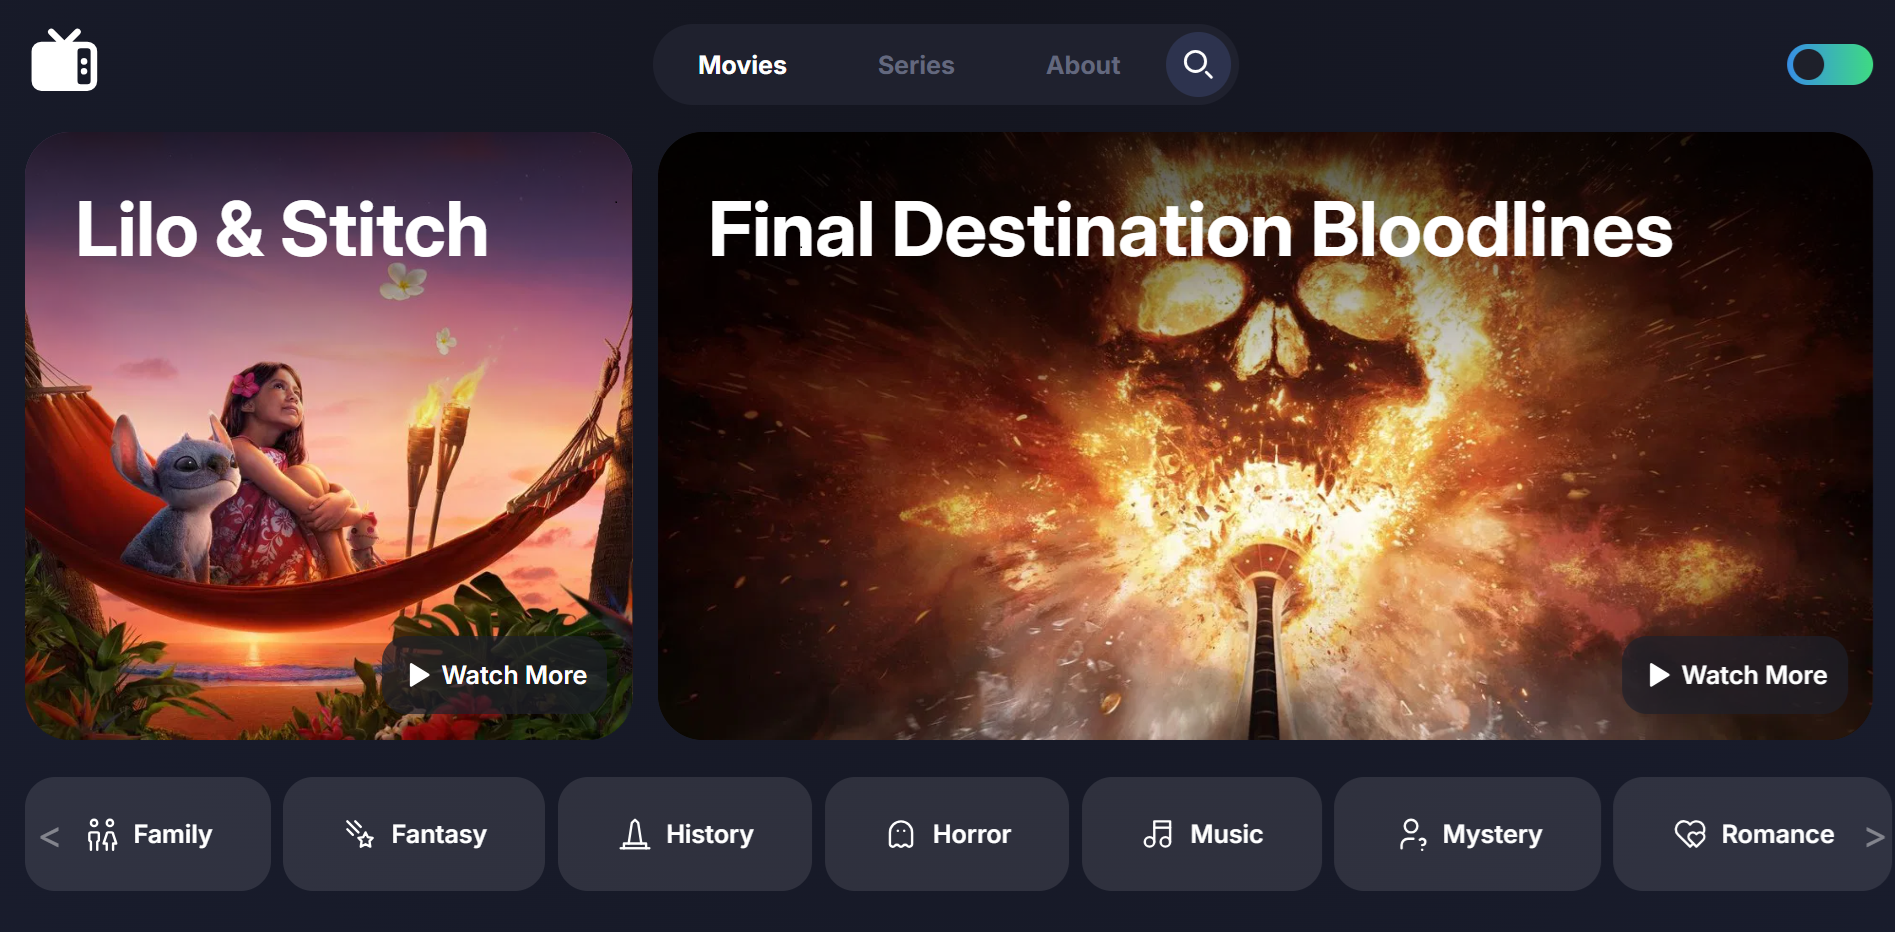 Movies Series About
Lilo & Stitch
Final Destination Bloodlines
Watch More
Watch More
< Family Fantasy History Horror Music Mystery Romance >